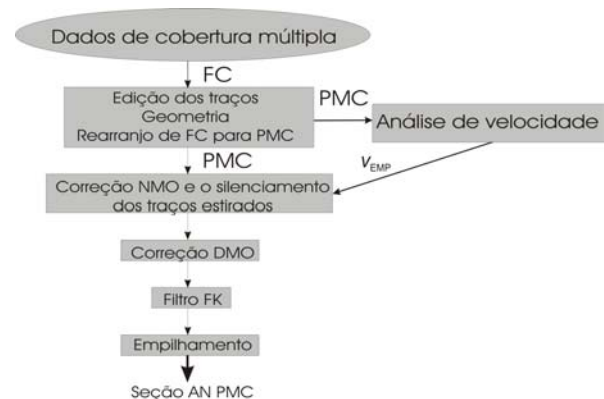 Dados de cobertura múltipla
FC
Edição dos traços
Geometria
Rearranjo de FC para PMC
PMC
Análise de velocidade
PMC
VEMP
Correção NMO e o silenciamento
dos traços estirados
Correção DMO
Filtro FK
Empilhamento
Seção AN PMC